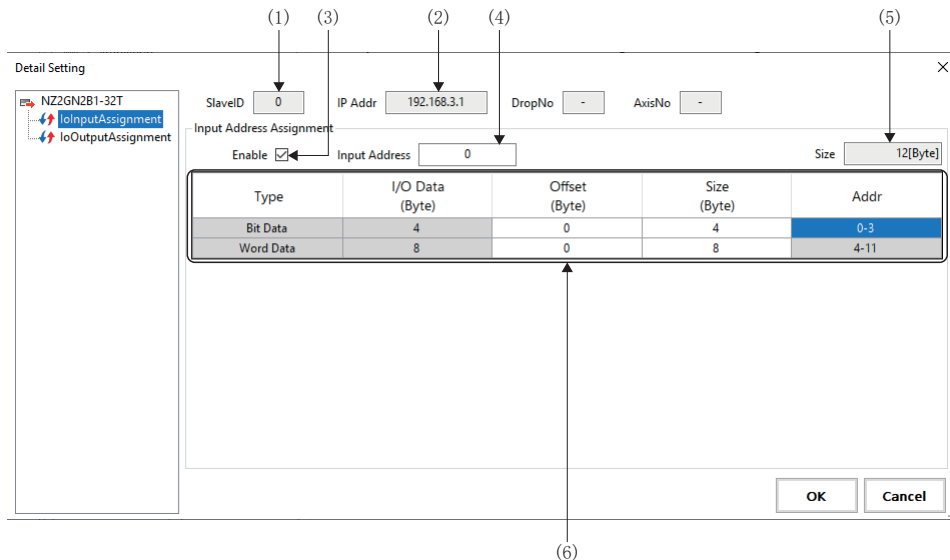 (1) (2) (3) (4) (5)
Detail Setting
NZ2GN2B1-32T
IoInputAssignment
IoOutputAssignment
SlaveID 0 IP Addr 192.168.3.1 DropNo - AxisNo -
Input Address Assignment
Enable Input Address 0 Size 12[Byte]
Type I/O Data (Byte) Offset (Byte) Size (Byte) Addr
Bit Data 4 0 4 0-3
Word Data 8 0 8 4-11
OK Cancel
(6)